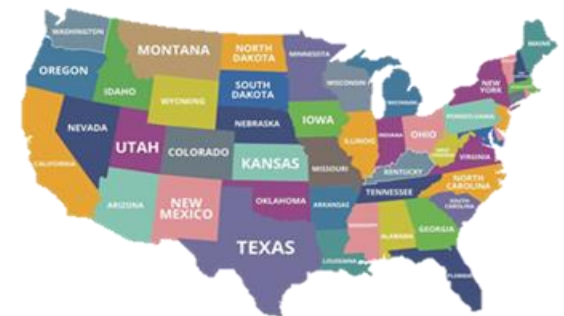 WASHINGTON
MONTANA
NORTH
DAKOTA
MINNESOTA
MAINE
OREGON
IDAHO
SOUTH
DAKOTA
WISCONSIN
MICHIGAN
NEW
YORK
WYOMING
NEBRASKA
IOWA
PENNSYLVANIA
NEVADA
UTAH
COLORADO
KANSAS
MISSOURI
ILLINOIS
INDIANA
OHIO
KENTUCKY
VIRGINIA
CALIFORNIA
ARIZONA
NEW
MEXICO
OKLAHOMA
ARKANSAS
TENNESSEE
NORTH
CAROLINA
SOUTH
CAROLINA
TEXAS
LOUISIANA
ALABAMA
GEORGIA
FLORIDA